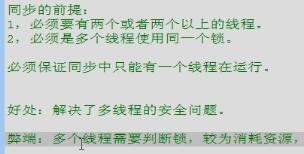 同步的前提:
1,必须要有两个或者两个以上的线程。
2,必须是多个线程使用同一个锁。
必须保证同步中只能有一个线程在运行。
好处:解决了多线程的安全问题。
弊端:多个线程需要判断锁,较为消耗资源,